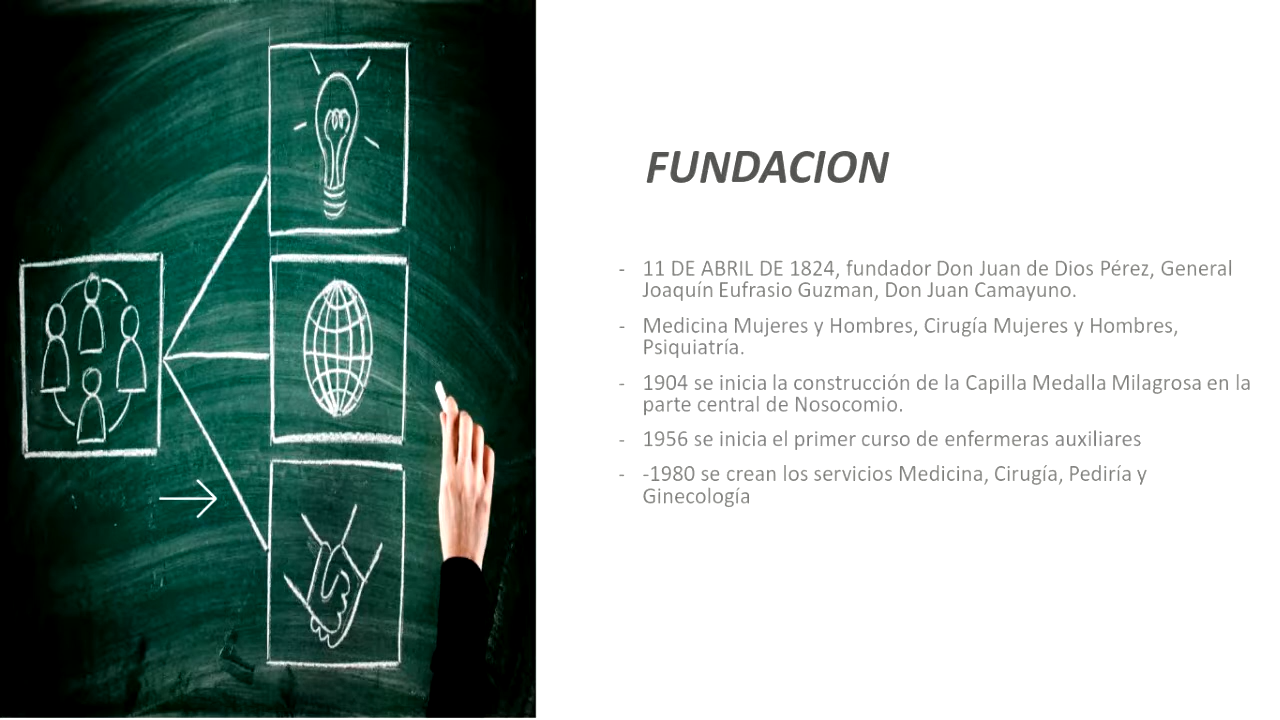 FUNDACION
- 11 DE ABRIL DE 1824, fundador Don Juan de Dios Pérez, General
Joaquín Eufrasio Guzman, Don Juan Camayuno.
- Medicina Mujeres y Hombres, Cirugía Mujeres y Hombres,
Psiquiatría.
- 1904 se inicia la construcción de la Capilla Medalla Milagrosa en la
parte central de Nosocomio.
- 1956 se inicia el primer curso de enfermeras auxiliares
- -1980 se crean los servicios Medicina, Cirugía, Pediría y
Ginecología